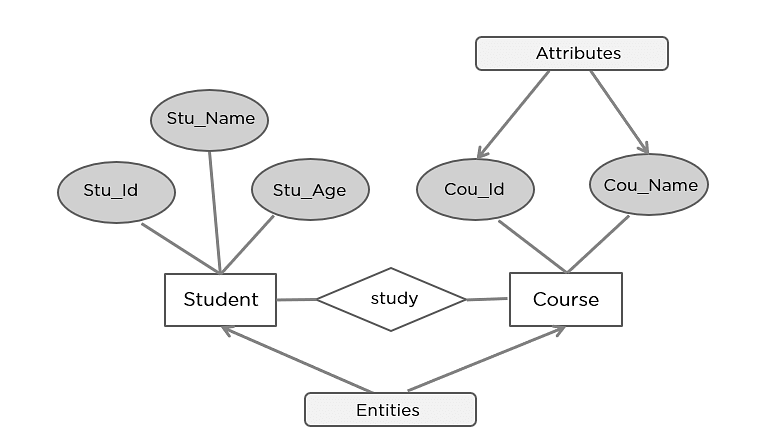 Attributes
Stu_Name
Stu_Id
Stu_Age
Cou_Id
Cou_Name
Student
study
Course
Entities